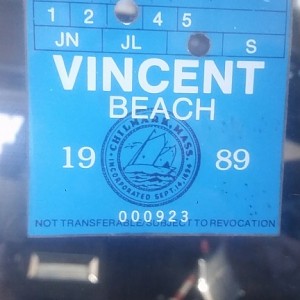 1 2 4 5
JN JL S
VINCENT
BEACH
CHILMARK, MASS.
19 89
INCORPORATED SEPT. 14, 1694
000923
NOT TRANSFERABLE/SUBJECT TO REVOCATION